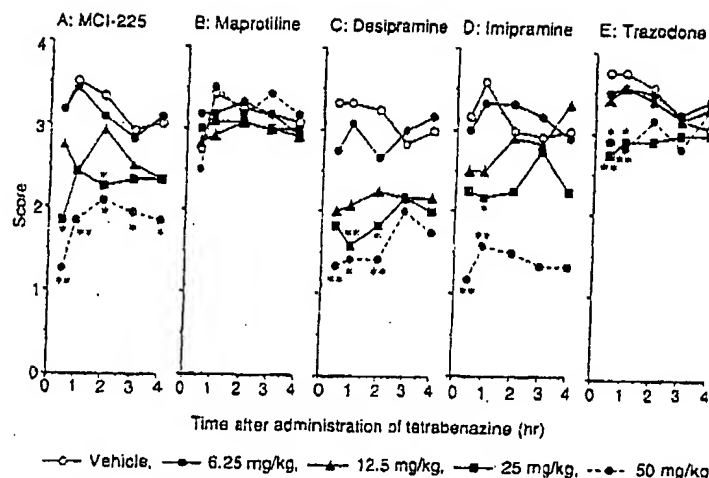 A: MCI-225 B: Maprotiline C: Desipramine D: Imipramine E: Trazodone
Score
4
3
2
1
0
0 1 2 3 4 0 1 2 3 4 0 1 2 3 4 0 1 2 3 4 0 1 2 3 4
Time after administration of tetrabenazine (hr)
Vehicle, 6.25 mg/kg, 12.5 mg/kg, 25 mg/kg, 50 mg/kg